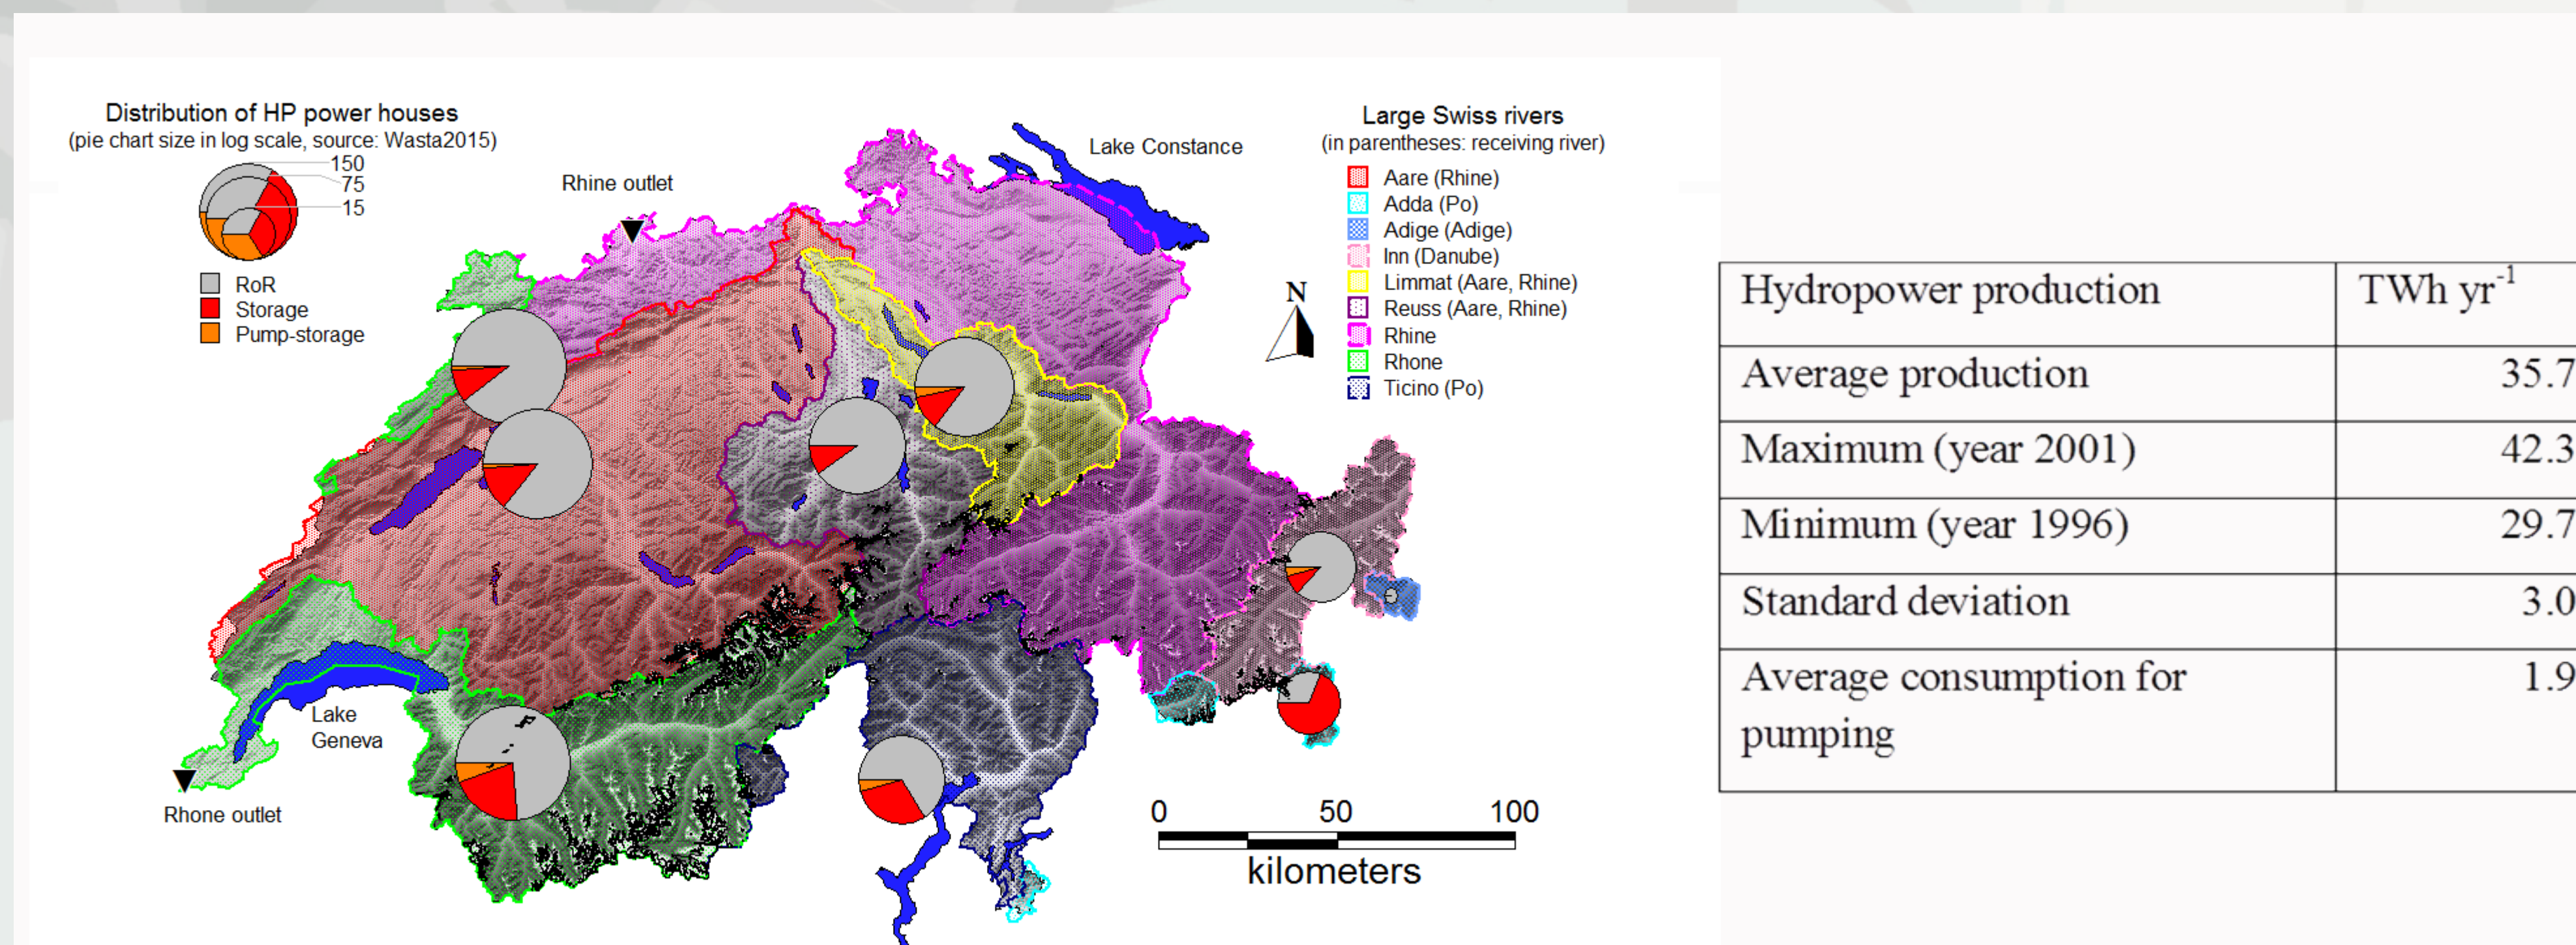 Distribution of HP power houses
(pie chart size in log scale, source: Wasta2015)
150
75
15
RoR
Storage
Pump-storage
Rhine outlet
Lake Constance
Large Swiss rivers
(in parentheses: receiving river)
Aare (Rhine)
Adda (Po)
Adige (Adige)
Inn (Danube)
Limmat (Aare, Rhine)
Reuss (Aare, Rhine)
Rhine
Rhone
Ticino (Po)
N
Lake
Geneva
Rhone outlet
0 50 100
kilometers
Hydropower production TWh yr⁻¹
Average production 35.7
Maximum (year 2001) 42.3
Minimum (year 1996) 29.7
Standard deviation 3.0
Average consumption for 1.9
pumping